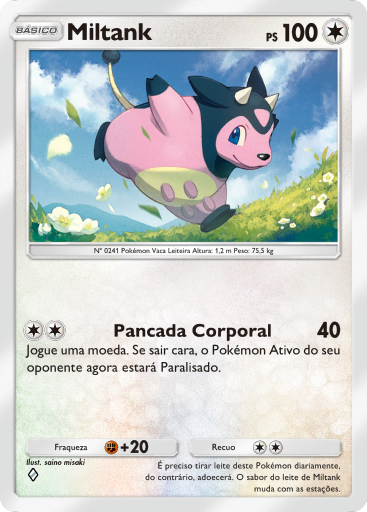 BÁSICO Miltank PS 100
Nº 0241 Pokémon Vaca Leiteira Altura: 1,2 m Peso: 75,5 kg
Pancada Corporal 40
Jogue uma moeda. Se sair cara, o Pokémon Ativo do seu
oponente agora estará Paralisado.
Fraqueza +20 Recuo
Ilust. saino misaki
É preciso tirar leite deste Pokémon diariamente,
do contrário, adoecerá. O sabor do leite de Miltank
muda com as estações.